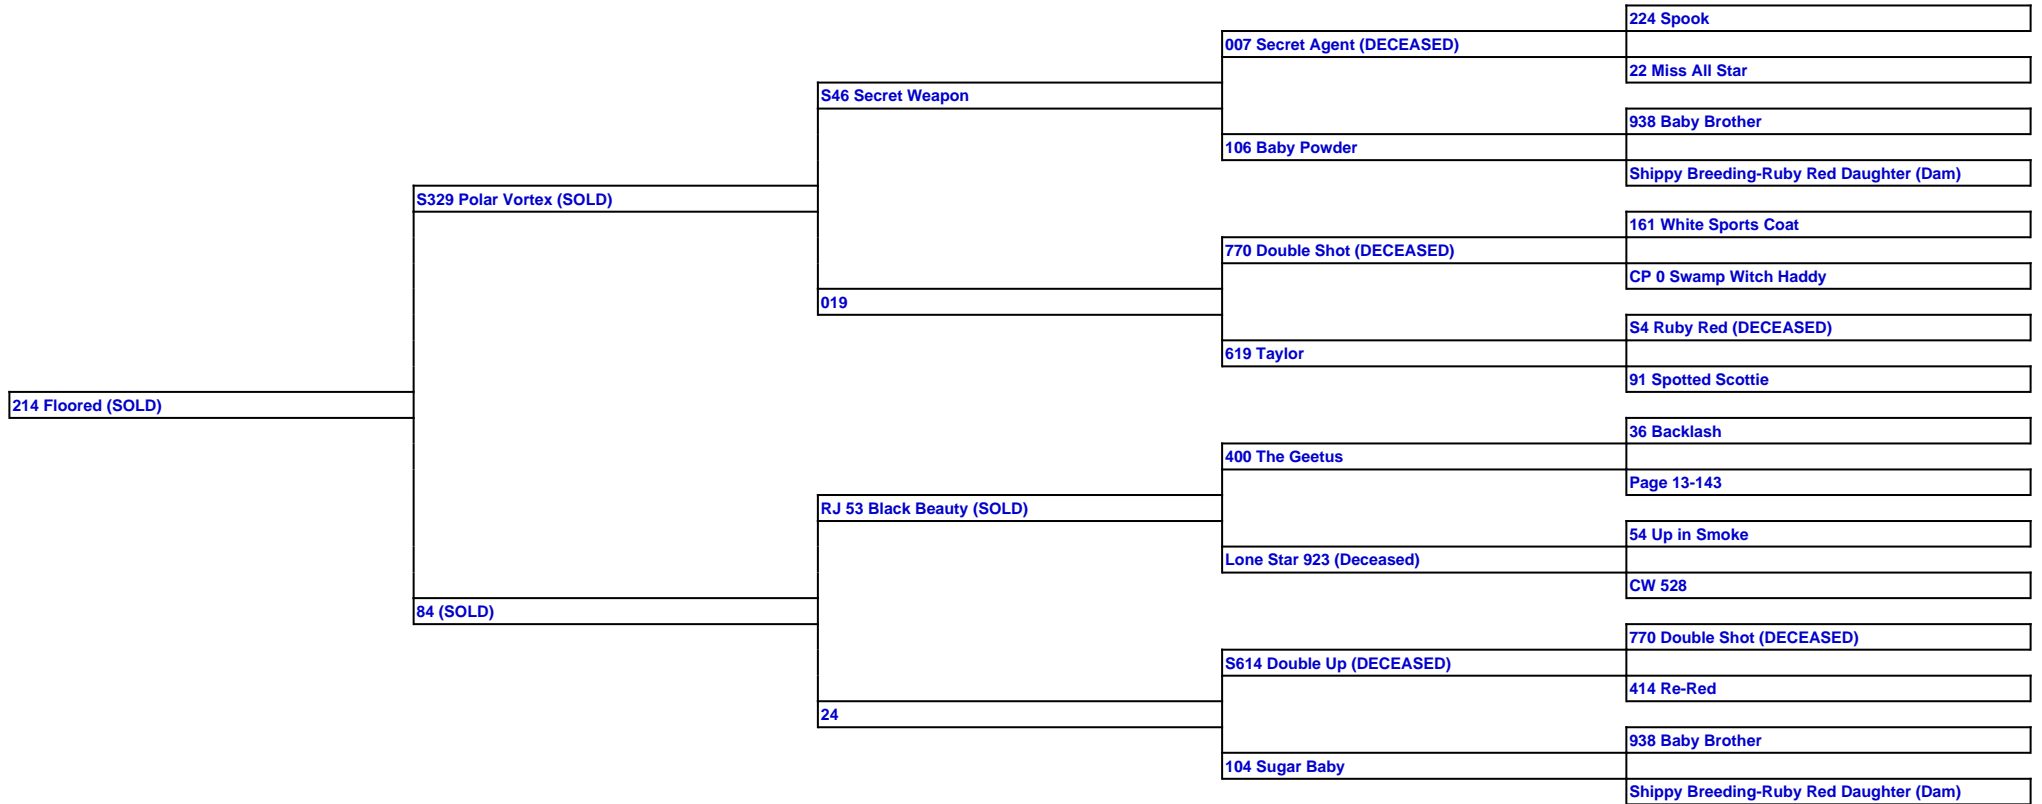 224 Spook
007 Secret Agent (DECEASED)
22 Miss All Star
S46 Secret Weapon
938 Baby Brother
106 Baby Powder
Shippy Breeding-Ruby Red Daughter (Dam)
S329 Polar Vortex (SOLD)
161 White Sports Coat
770 Double Shot (DECEASED)
CP 0 Swamp Witch Haddy
019
S4 Ruby Red (DECEASED)
619 Taylor
91 Spotted Scottie
214 Floored (SOLD)
36 Backlash
400 The Geetus
Page 13-143
RJ 53 Black Beauty (SOLD)
54 Up in Smoke
Lone Star 923 (Deceased)
CW 528
84 (SOLD)
770 Double Shot (DECEASED)
S614 Double Up (DECEASED)
414 Re-Red
24
938 Baby Brother
104 Sugar Baby
Shippy Breeding-Ruby Red Daughter (Dam)